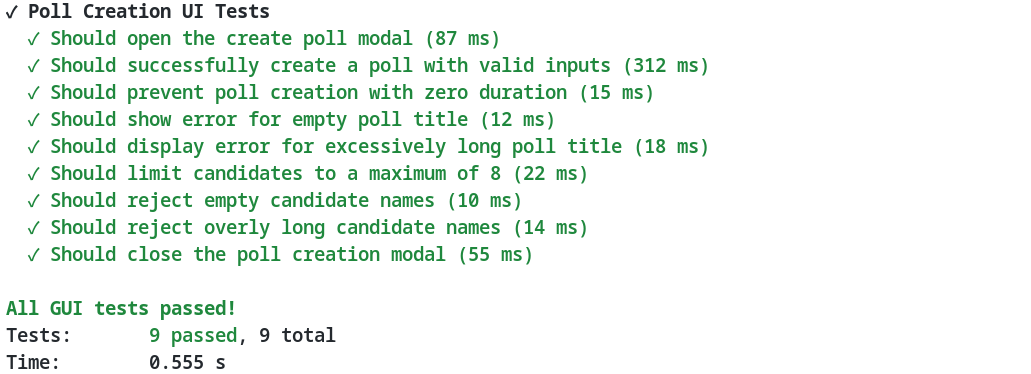 ✓ Poll Creation UI Tests
✓ Should open the create poll modal (87 ms)
✓ Should successfully create a poll with valid inputs (312 ms)
✓ Should prevent poll creation with zero duration (15 ms)
✓ Should show error for empty poll title (12 ms)
✓ Should display error for excessively long poll title (18 ms)
✓ Should limit candidates to a maximum of 8 (22 ms)
✓ Should reject empty candidate names (10 ms)
✓ Should reject overly long candidate names (14 ms)
✓ Should close the poll creation modal (55 ms)
All GUI tests passed!
Tests: 9 passed, 9 total
Time: 0.555 s